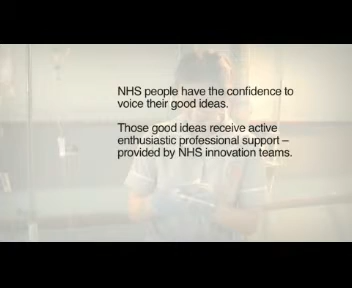 NHS people have the confidence to
voice their good ideas.
Those good ideas receive active
enthusiastic professional support –
provided by NHS innovation teams.